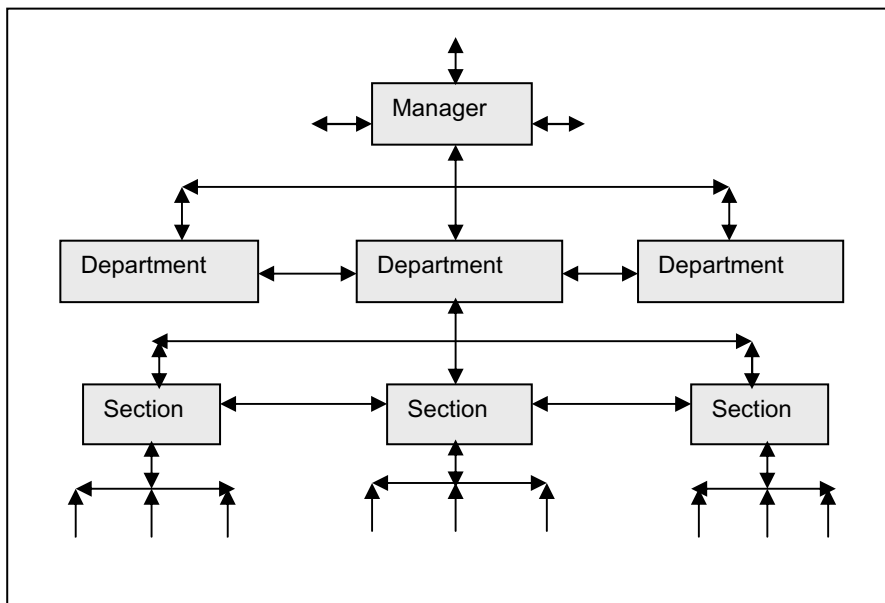 Manager
Department
Department
Department
Section
Section
Section